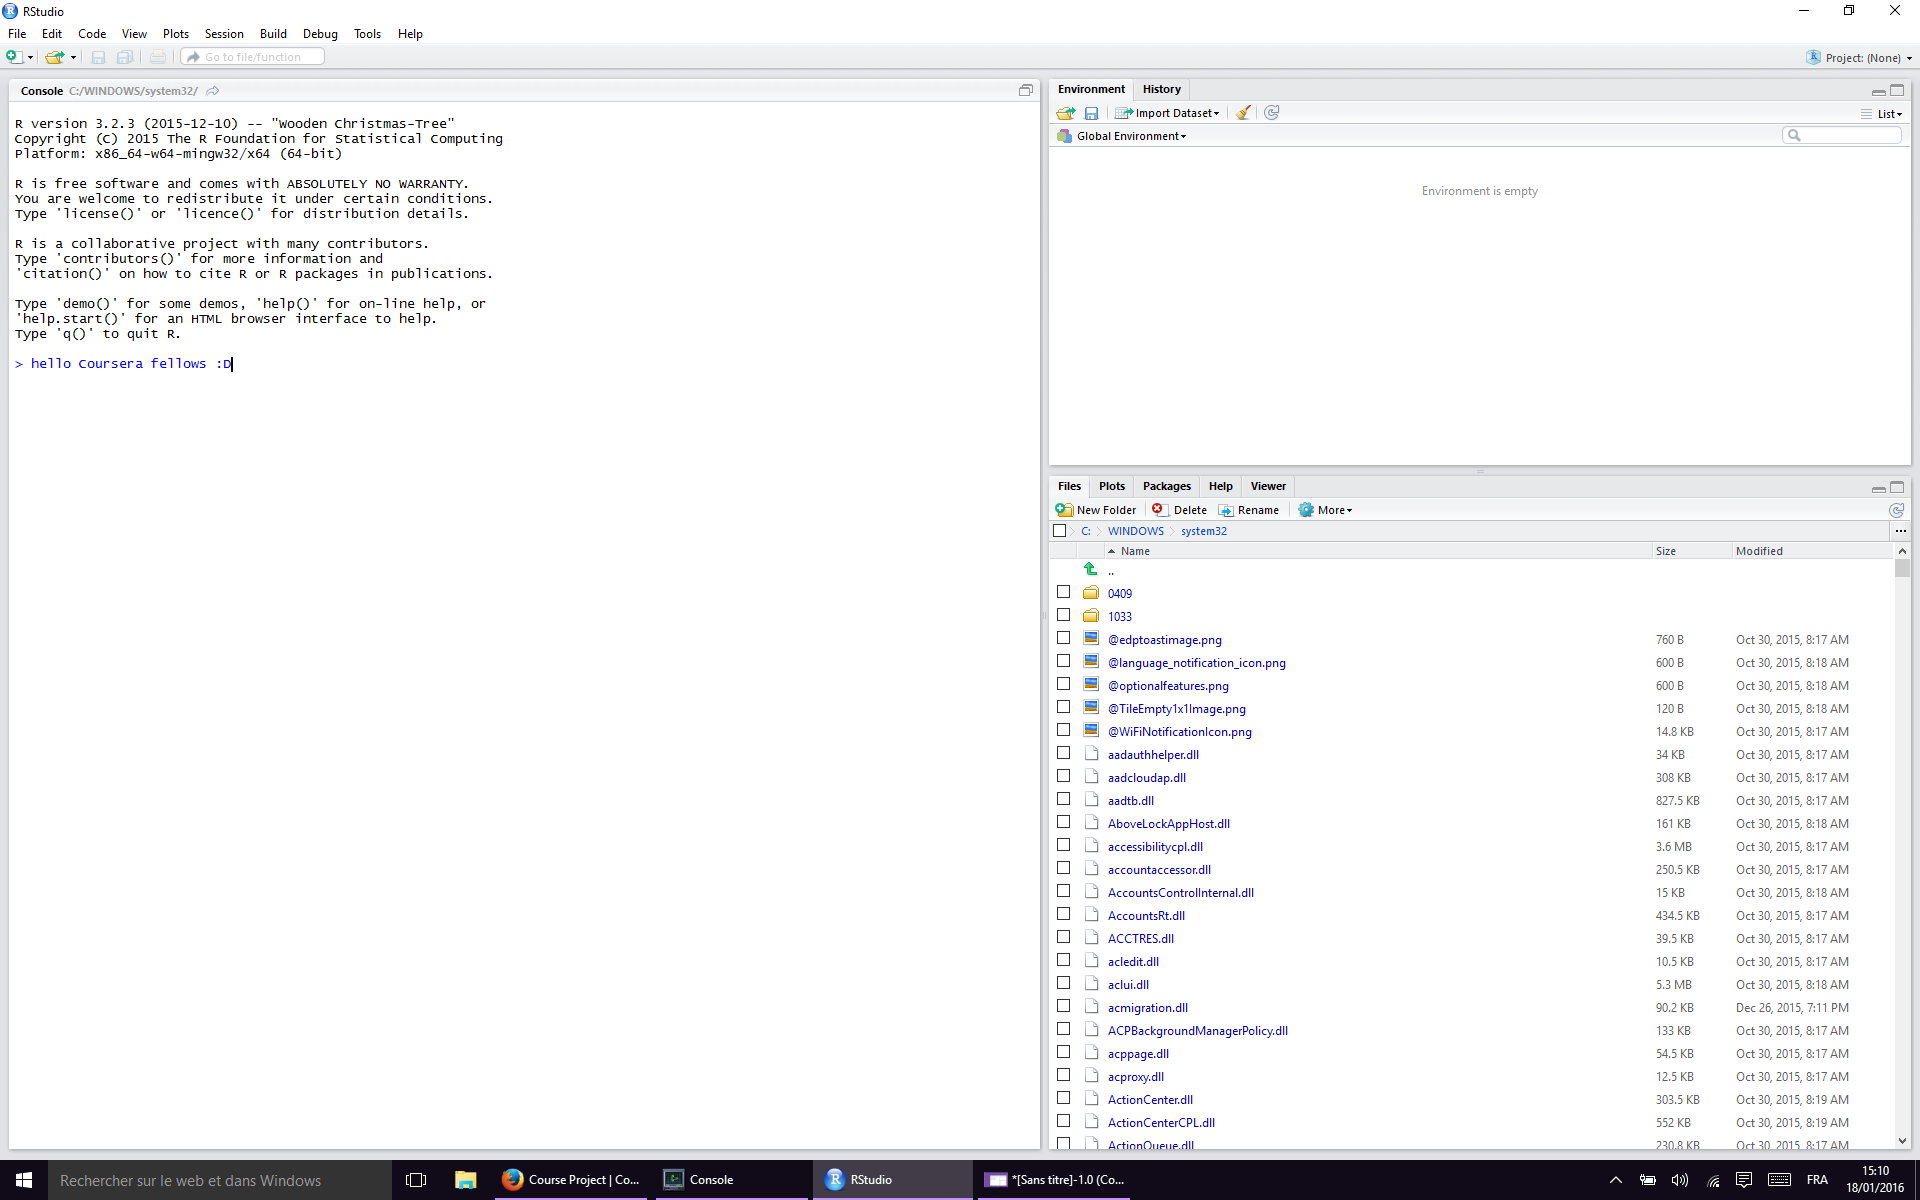 RStudio
File Edit Code View Plots Session Build Debug Tools Help
Go to file/function
Project: (None)
Console C:/WINDOWS/system32/
R version 3.2.3 (2015-12-10) -- "Wooden Christmas-Tree"
Copyright (C) 2015 The R Foundation for Statistical Computing
Platform: x86_64-w64-mingw32/x64 (64-bit)
R is free software and comes with ABSOLUTELY NO WARRANTY.
You are welcome to redistribute it under certain conditions.
Type 'license()' or 'licence()' for distribution details.
R is a collaborative project with many contributors.
Type 'contributors()' for more information and
'citation()' on how to cite R or R packages in publications.
Type 'demo()' for some demos, 'help()' for on-line help, or
'help.start()' for an HTML browser interface to help.
Type 'q()' to quit R.
> hello Coursera fellows :D
Environment History
Import Dataset
List
Global Environment
Environment is empty
Files Plots Packages Help Viewer
New Folder Delete Rename More
C: WINDOWS system32 ...
Name Size Modified
..
0409
1033
@edptoastimage.png 760 B Oct 30, 2015, 8:17 AM
@language_notification_icon.png 600 B Oct 30, 2015, 8:18 AM
@optionalfeatures.png 600 B Oct 30, 2015, 8:18 AM
@TileEmpty1x1Image.png 120 B Oct 30, 2015, 8:18 AM
@WiFiNotificationIcon.png 14.8 KB Oct 30, 2015, 8:17 AM
aadauthhelper.dll 34 KB Oct 30, 2015, 8:17 AM
aadcloudap.dll 308 KB Oct 30, 2015, 8:17 AM
aadtb.dll 827.5 KB Oct 30, 2015, 8:17 AM
AboveLockAppHost.dll 161 KB Oct 30, 2015, 8:18 AM
accessibilitycpl.dll 3.6 MB Oct 30, 2015, 8:17 AM
accountaccessor.dll 250.5 KB Oct 30, 2015, 8:17 AM
AccountsControlInternal.dll 15 KB Oct 30, 2015, 8:18 AM
AccountsRt.dll 434.5 KB Oct 30, 2015, 8:17 AM
ACCTRES.dll 39.5 KB Oct 30, 2015, 8:17 AM
acledit.dll 10.5 KB Oct 30, 2015, 8:17 AM
aclui.dll 5.3 MB Oct 30, 2015, 8:18 AM
acmigration.dll 90.2 KB Dec 26, 2015, 7:11 PM
ACPBackgroundManagerPolicy.dll 133 KB Oct 30, 2015, 8:17 AM
acppage.dll 54.5 KB Oct 30, 2015, 8:17 AM
acproxy.dll 12.5 KB Oct 30, 2015, 8:17 AM
ActionCenter.dll 303.5 KB Oct 30, 2015, 8:19 AM
ActionCenterCPL.dll 552 KB Oct 30, 2015, 8:19 AM
ActionQueue.dll 230.8 KB Oct 30, 2015, 8:17 AM
Rechercher sur le web et dans Windows
Course Project | Co... Console RStudio *[Sans titre]-1.0 (Co...
FRA
15:10
18/01/2016